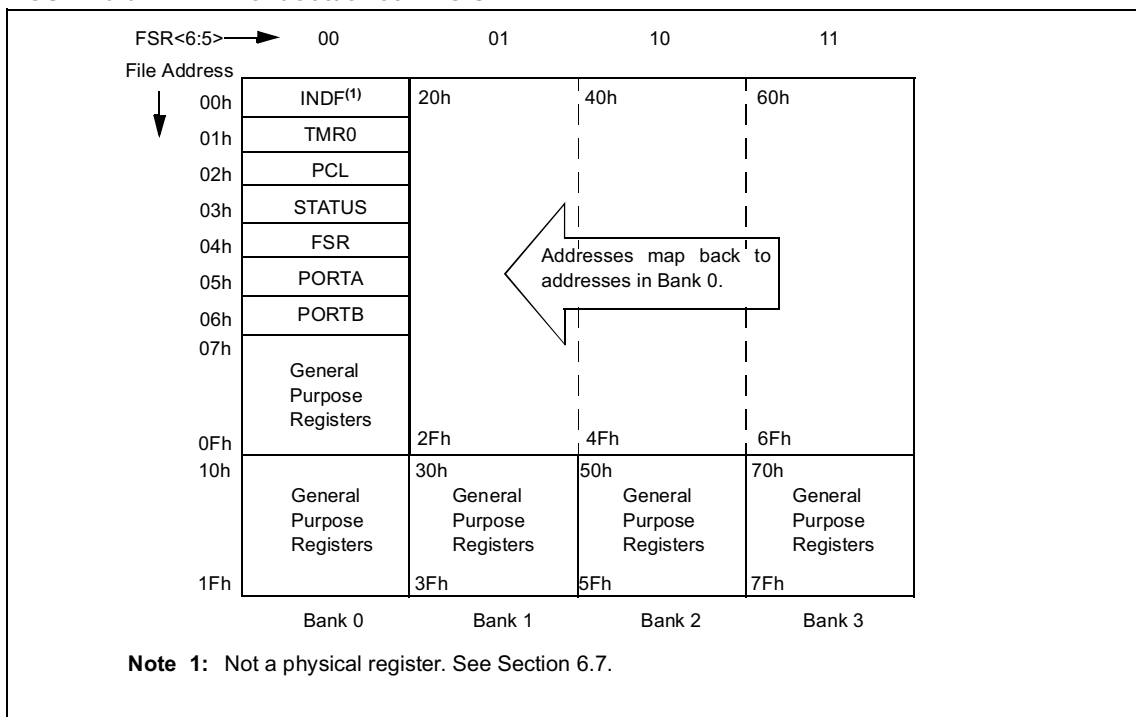 FSR<6:5> 00 01 10 11
File Address
00h INDF(1) 20h 40h 60h
01h TMR0
02h PCL
03h STATUS
04h FSR
Addresses map back to
addresses in Bank 0.
05h PORTA
06h PORTB
07h
General
Purpose
Registers
0Fh 2Fh 4Fh 6Fh
10h 30h 50h 70h
General General General General
Purpose Purpose Purpose Purpose
Registers Registers Registers Registers
1Fh 3Fh 5Fh 7Fh
Bank 0 Bank 1 Bank 2 Bank 3
Note 1: Not a physical register. See Section 6.7.